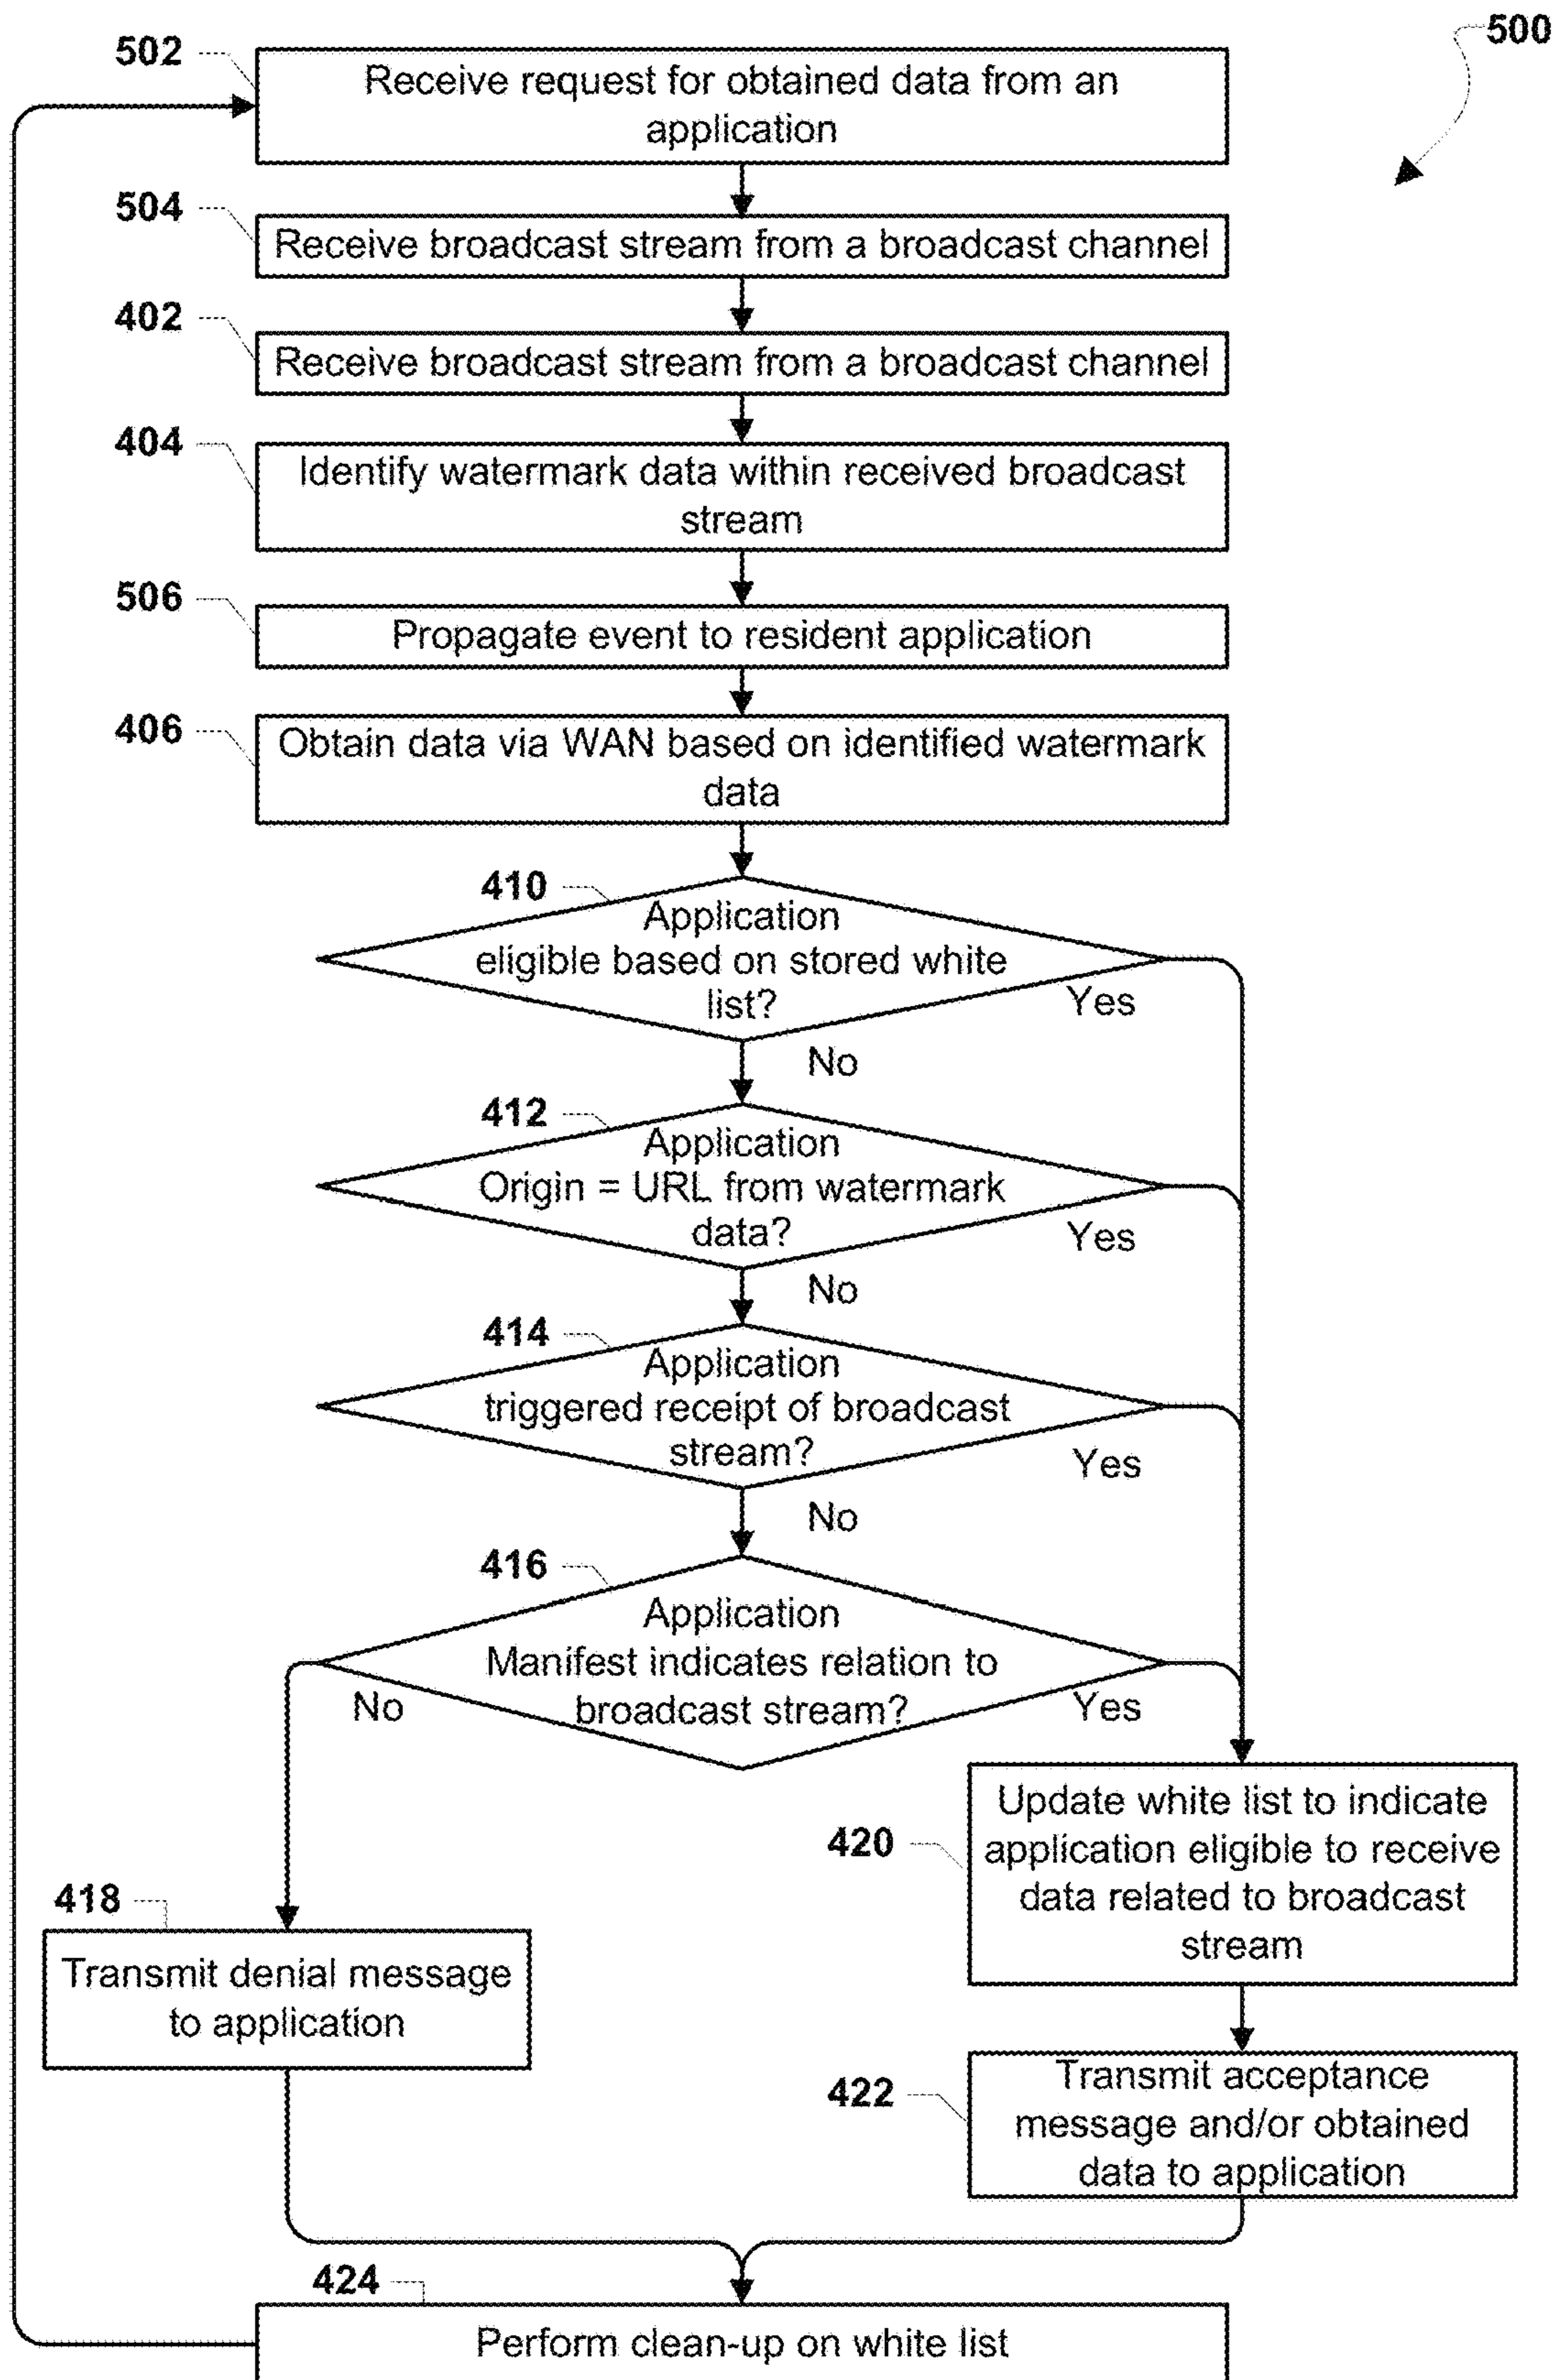 500
502
Receive request for obtained data from an
application
504
Receive broadcast stream from a broadcast channel
402
Receive broadcast stream from a broadcast channel
404
Identify watermark data within received broadcast
stream
506
Propagate event to resident application
406
Obtain data via WAN based on identified watermark
data
410
Application
eligible based on stored white
list?
Yes
No
412
Application
Origin = URL from watermark
data?
Yes
No
414
Application
triggered receipt of broadcast
stream?
Yes
No
416
Application
Manifest indicates relation to
broadcast stream?
No
Yes
420
Update white list to indicate
application eligible to receive
data related to broadcast
stream
418
Transmit denial message
to application
422
Transmit acceptance
message and/or obtained
data to application
424
Perform clean-up on white list